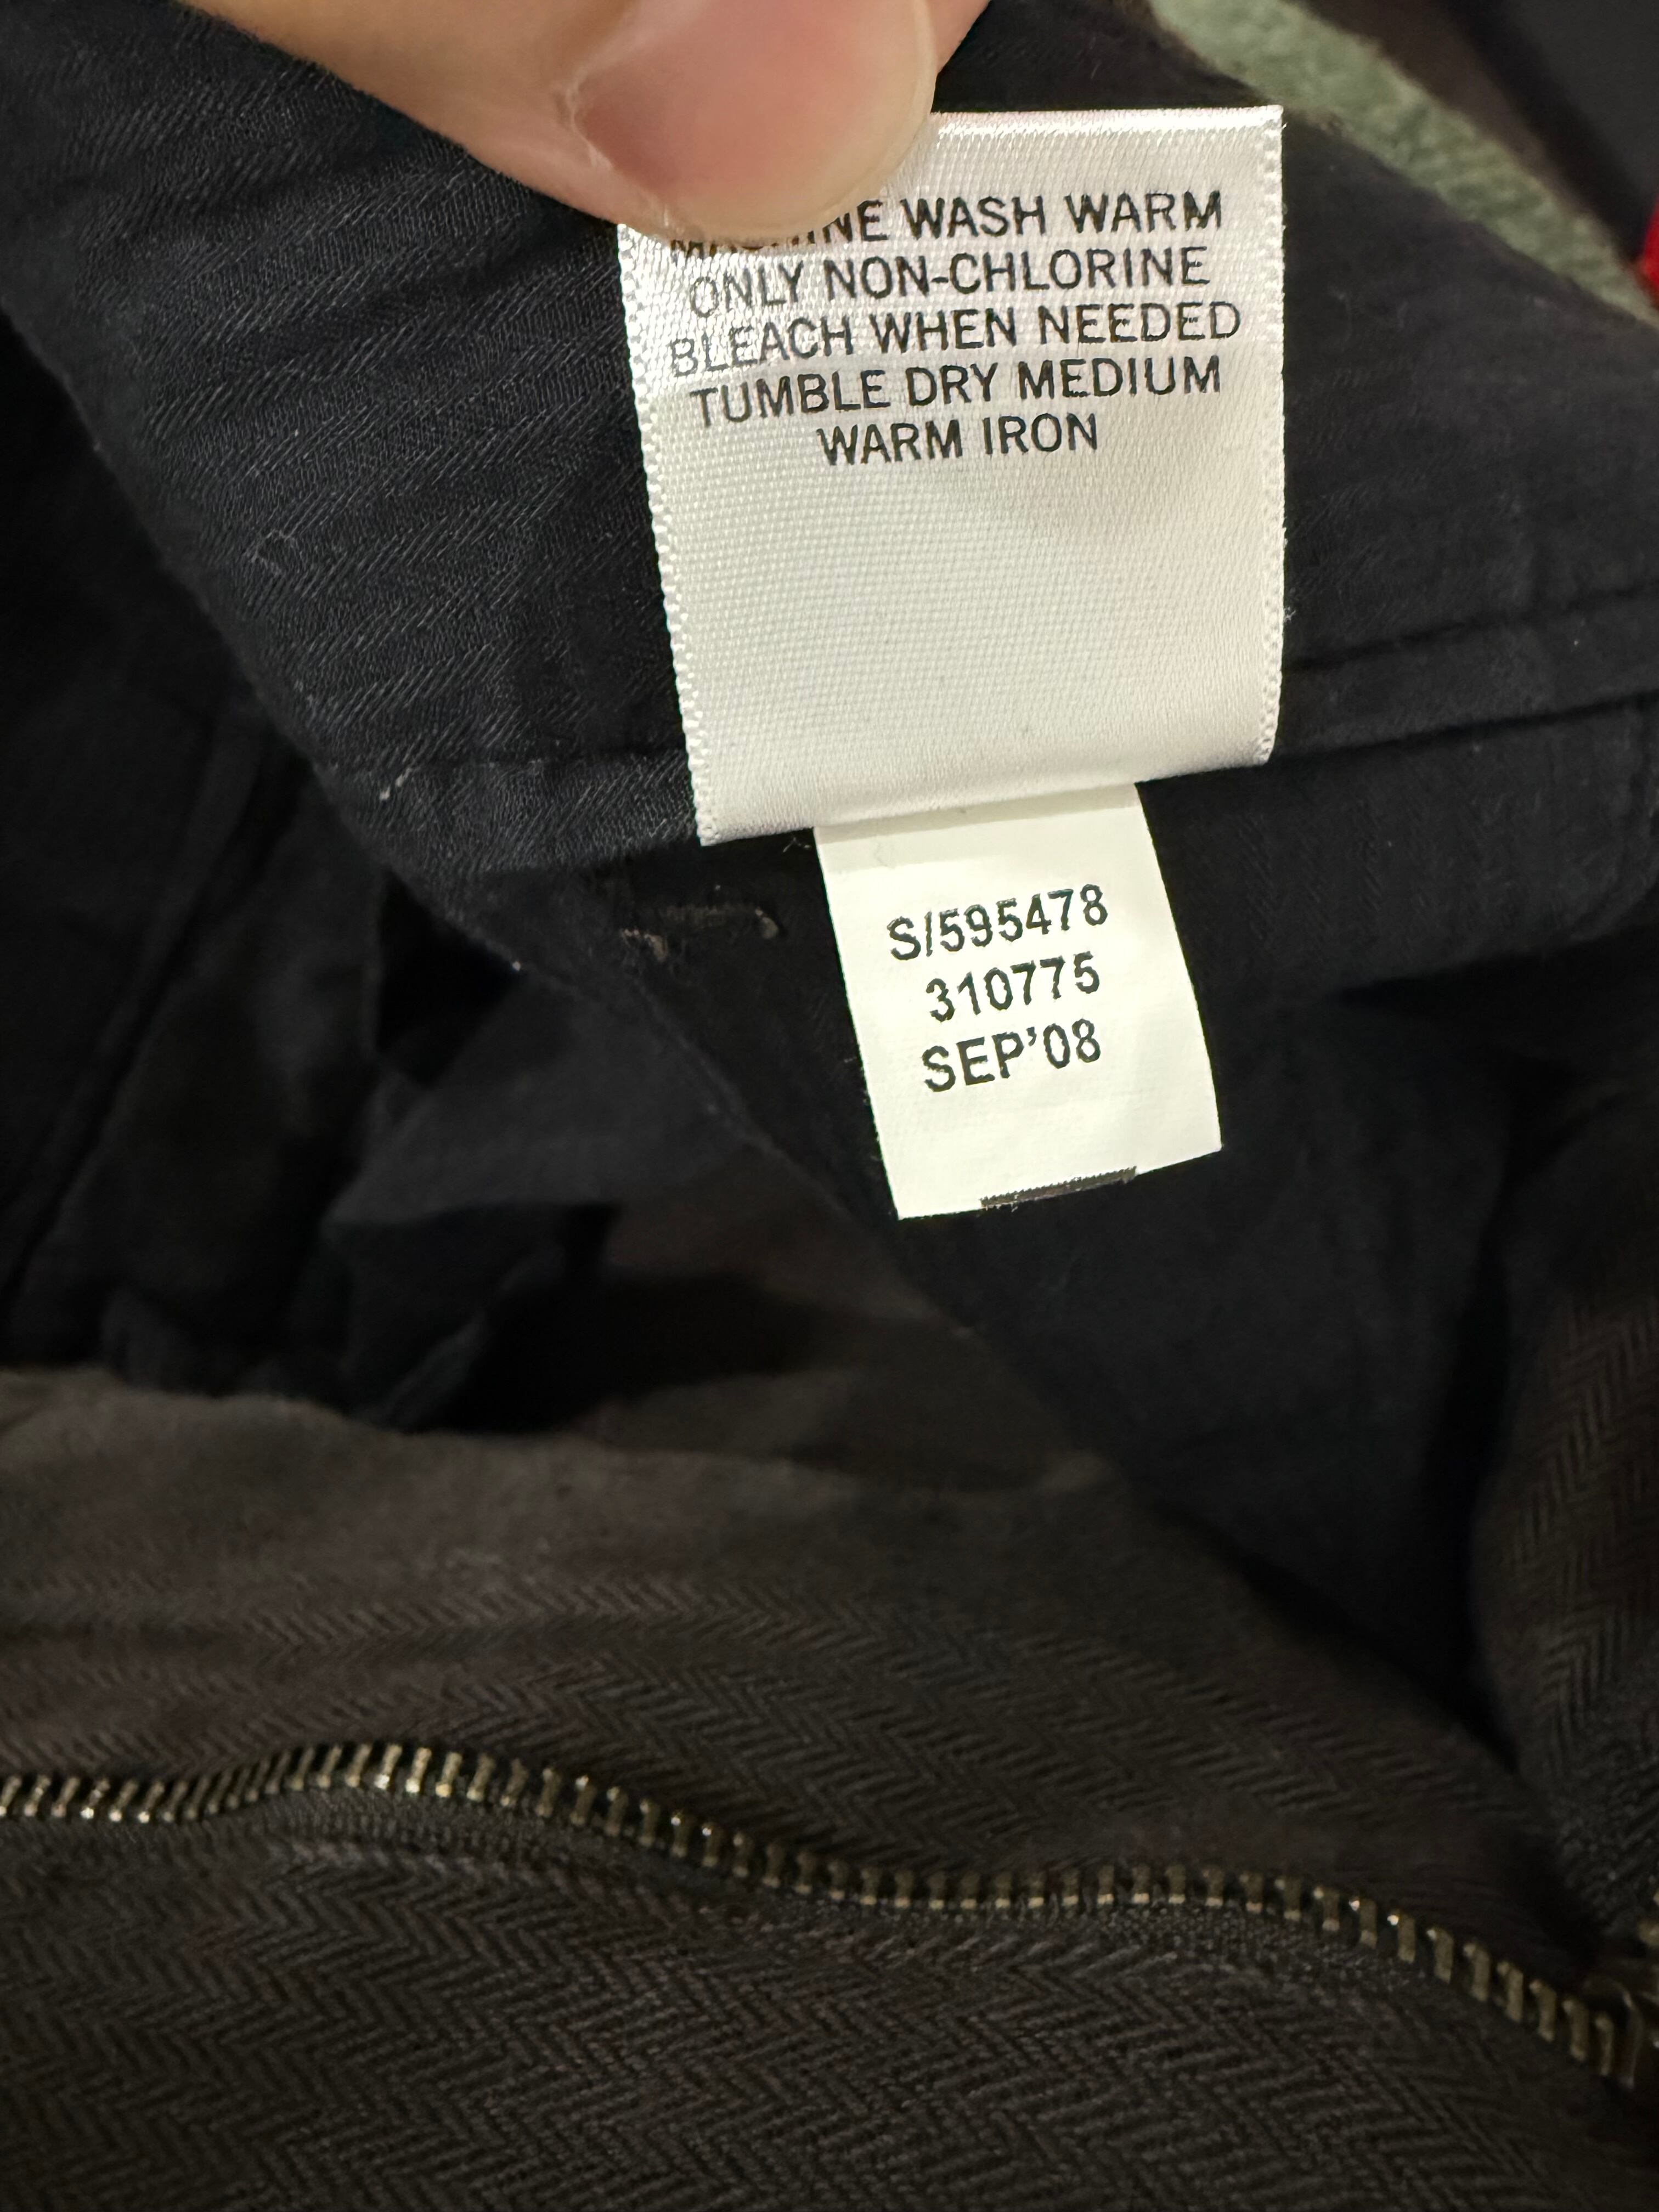 MACHINE WASH WARM
ONLY NON-CHLORINE
BLEACH WHEN NEEDED
TUMBLE DRY MEDIUM
WARM IRON
S/595478
310775
SEP'08